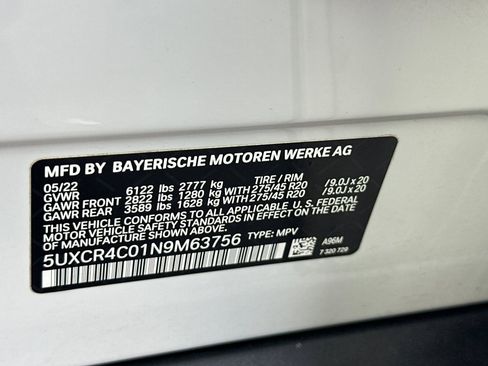 MFD BY BAYERISCHE MOTOREN WERKE AG
05/22 TIRE / RIM
GVWR 6122 lbs 2777 kg
GAWR FRONT 2822 lbs 1280 kg WITH 275/45 R20 /9.0J x 20
GAWR REAR 3589 lbs 1628 kg WITH 275/45 R20 /9.0J x 20
THIS VEHICLE CONFORMS TO ALL APPLICABLE U.S. FEDERAL
MOTOR VEHICLE SAFETY STANDARDS IN EFFECT ON THE
DATE OF MANUFACTURE SHOWN ABOVE.
5UXCR4C01N9M63756 TYPE: MPV A96M
7 320 729